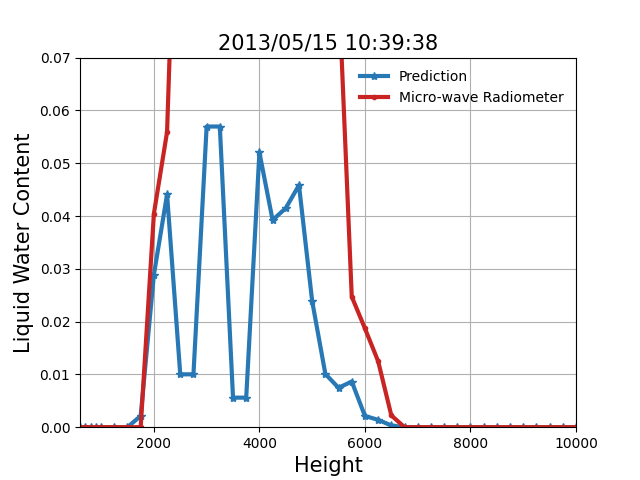 2013/05/15 10:39:38
Prediction
Micro-wave Radiometer
Liquid Water Content
0.07
0.06
0.05
0.04
0.03
0.02
0.01
0.00
2000 4000 6000 8000 10000
Height